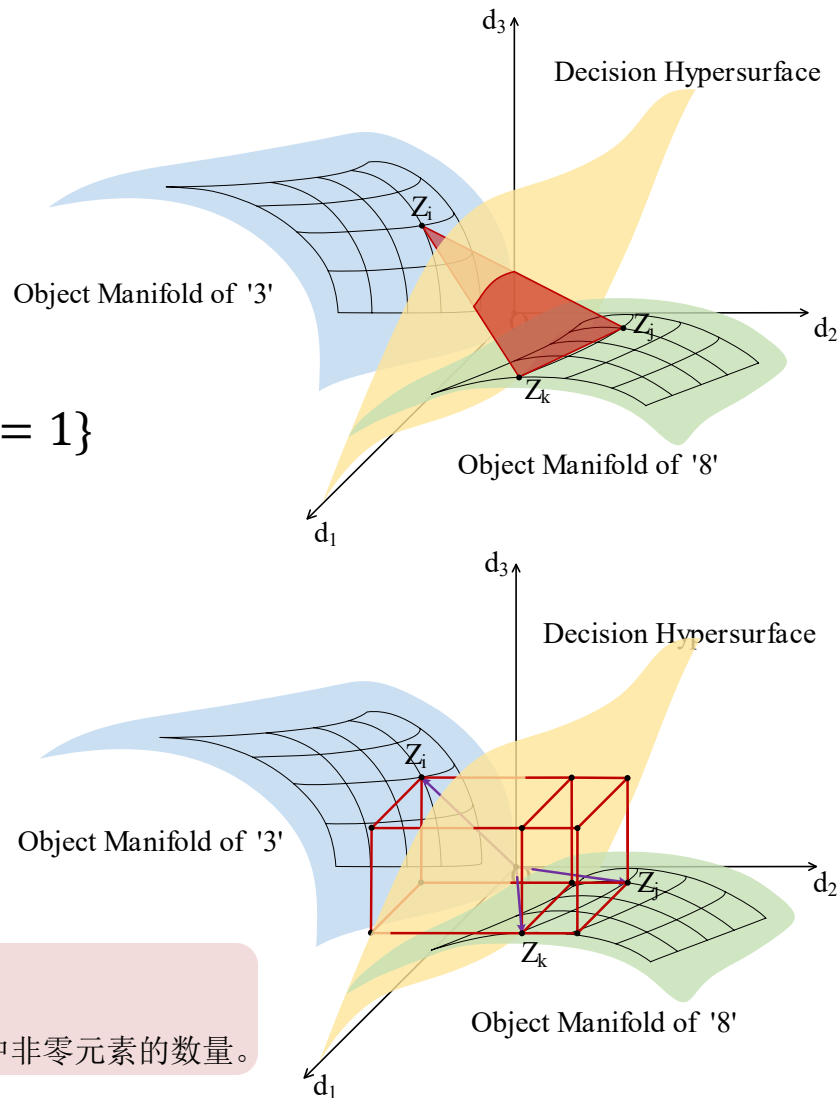 d₃
Decision Hypersurface
Zᵢ
Object Manifold of '3'
Zⱼ
d₂
Zₖ
= 1}
Object Manifold of '8'
d₁
d₃
Decision Hypersurface
Zᵢ
Object Manifold of '3'
Zⱼ
d₂
Zₖ
Object Manifold of '8'
中非零元素的数量。
d₁